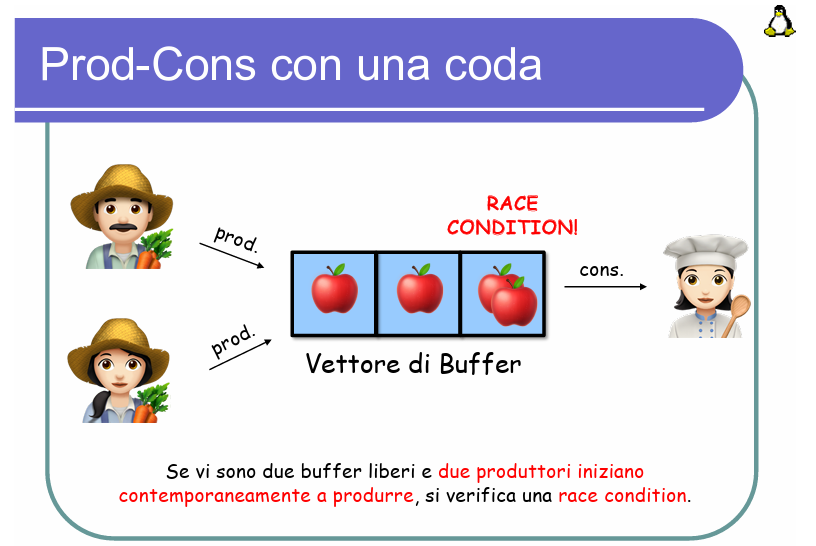 Prod-Cons con una coda
RACE
CONDITION!
prod.
cons.
prod.
Vettore di Buffer
Se vi sono due buffer liberi e due produttori iniziano
contemporaneamente a produrre, si verifica una race condition.